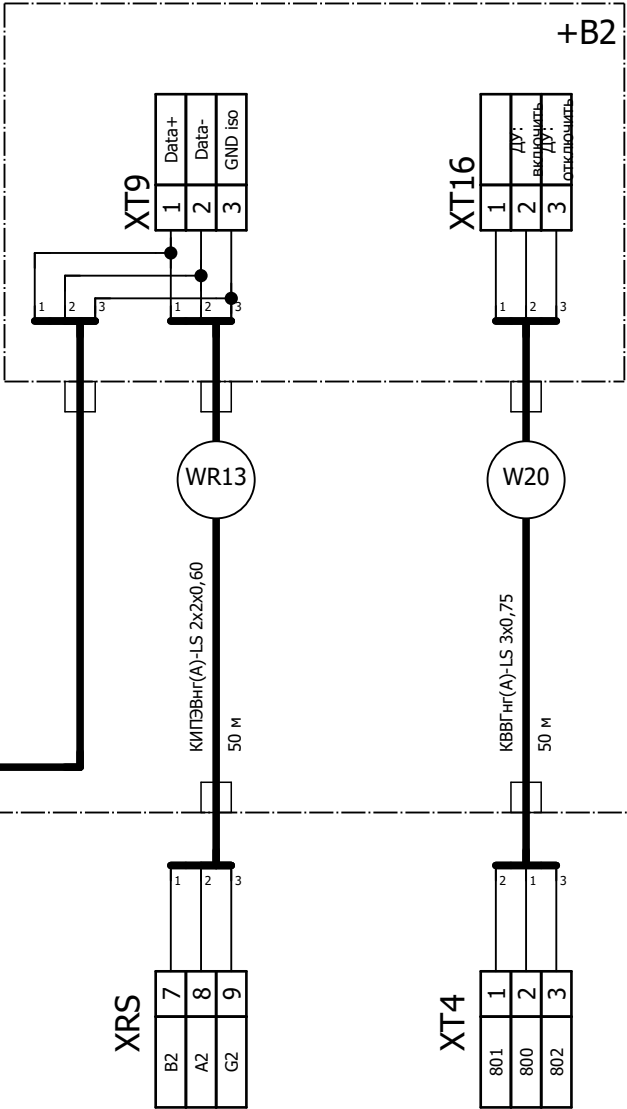 +B2
XT9
Data+
Data-
GND iso
1
2
3
XT16
ДУ:
включить
ДУ:
отключить
1
2
3
1
2
3
1
2
3
1
2
3
WR13
W20
КИПЭВнг(А)-LS 2x2x0,60
50 м
КВВГнг(А)-LS 3x0,75
50 м
1
2
3
2
1
3
XRS
7
8
9
B2
A2
G2
XT4
1
2
3
801
800
802